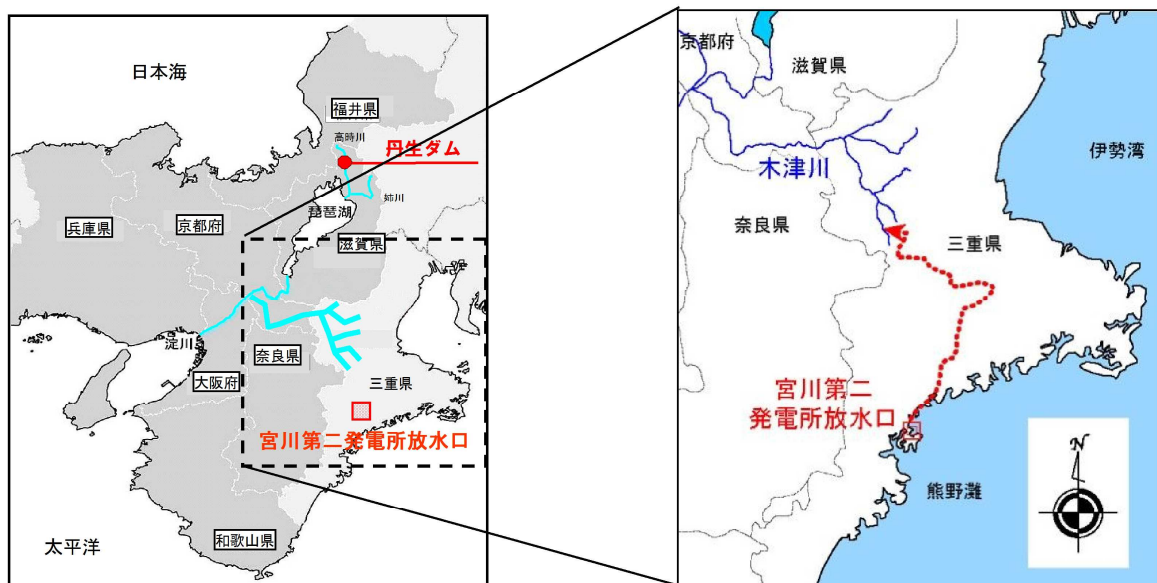 日本海
福井県
高時川
丹生ダム
姉川
琵琶湖
兵庫県
京都府
滋賀県
淀川
奈良県
大阪府
三重県
宮川第二発電所放水口
和歌山県
太平洋
京都府
滋賀県
伊勢湾
木津川
奈良県
三重県
宮川第二
発電所放水口
熊野灘
N